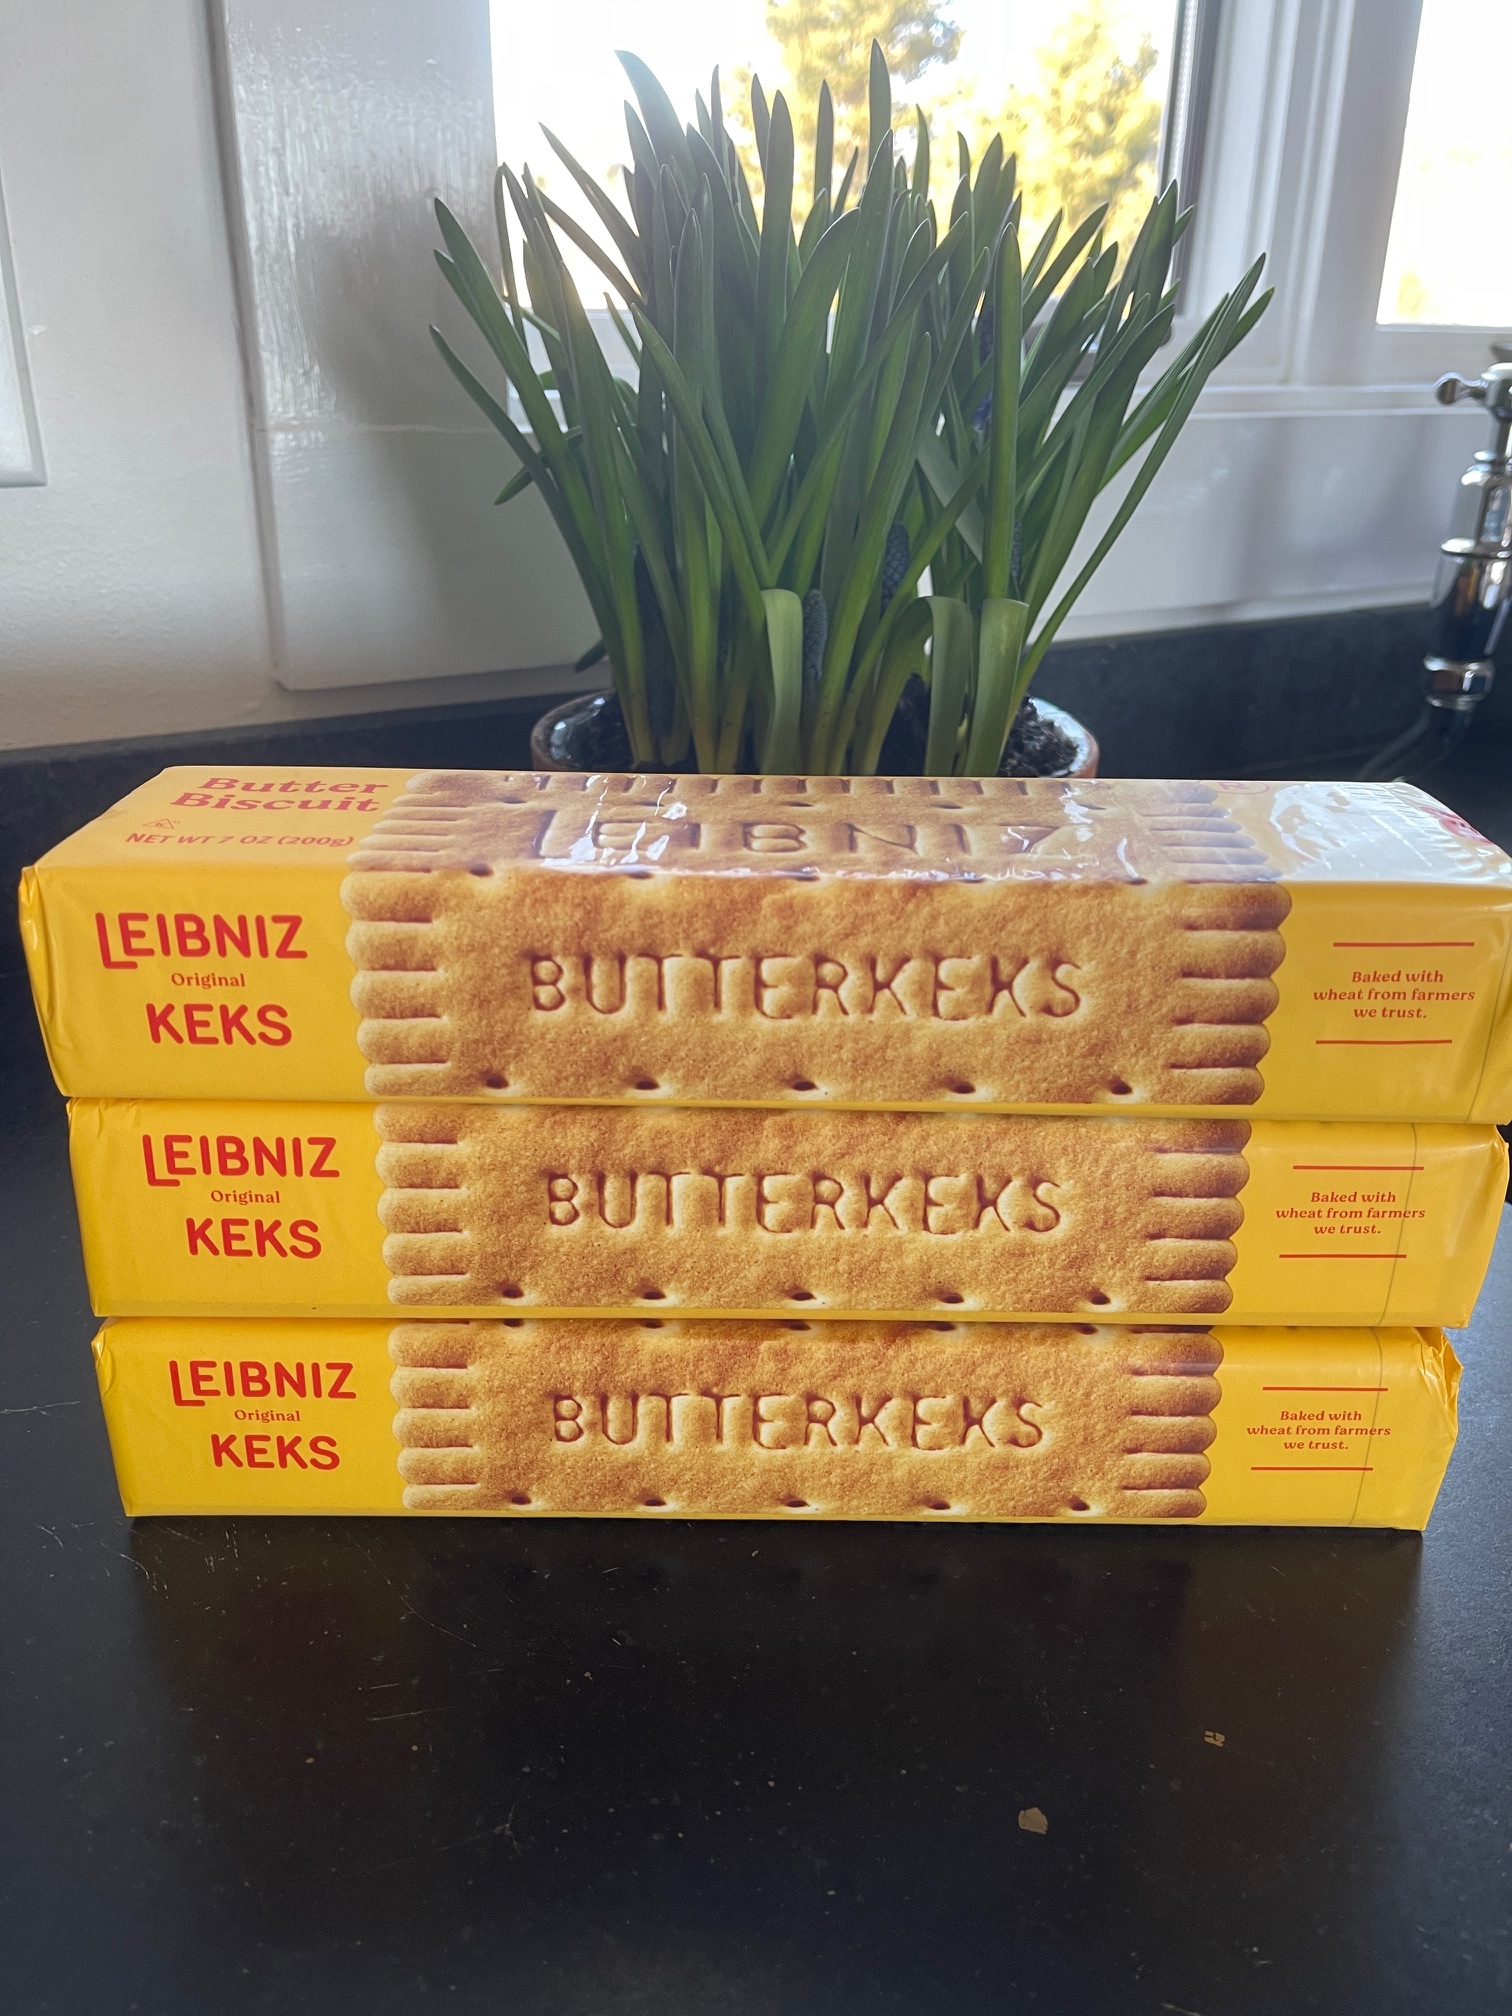 Butter
Biscuit
NET WT 7 OZ (200g)
LEIBNIZ
LEIBNIZ
Original
KEKS
BUTTERKEKS
Baked with
wheat from farmers
we trust.
LEIBNIZ
Original
KEKS
BUTTERKEKS
Baked with
wheat from farmers
we trust.
LEIBNIZ
Original
KEKS
BUTTERKEKS
Baked with
wheat from farmers
we trust.